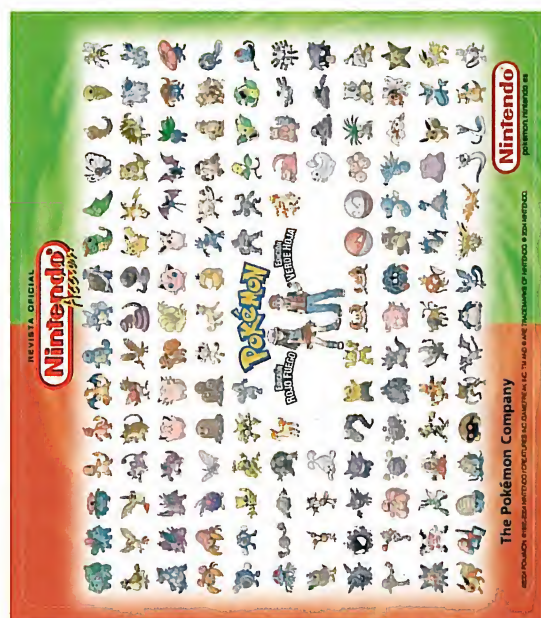 REVISTA OFICIAL
Nintendo
Acción
POKéMON
Edición
ROJO FUEGO
Edición
VERDE HOJA
The Pokémon Company
Nintendo
pokemon.nintendo.es